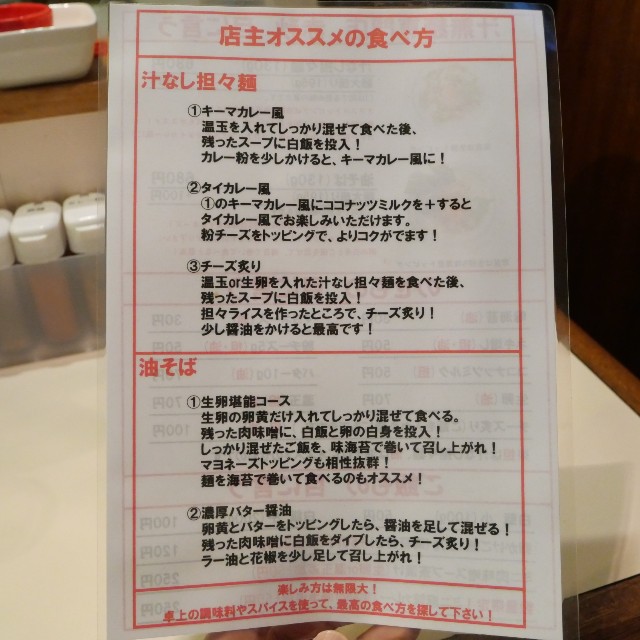 店主オススメの食べ方
汁なし担々麺
①キーマカレー風
温玉を入れてしっかり混ぜて食べた後、
残ったスープに白飯を投入！
カレー粉を少しかけると、キーマカレー風に！
②タイカレー風
①のキーマカレー風にココナッツミルクを＋すると
タイカレー風でお楽しみいただけます。
粉チーズをトッピングで、よりコクがでます！
③チーズ炙り
温玉or生卵を入れた汁なし担々麺を食べた後、
残ったスープに白飯を投入！
担々ライスを作ったところで、チーズ炙り！
少し醤油をかけると最高です！
油そば
①生卵堪能コース
生卵の卵黄だけ入れてしっかり混ぜて食べる。
残った肉味噌に、白飯と卵の白身を投入！
しっかり混ぜたご飯を、味海苔で巻いて召し上がれ！
マヨネーズトッピングも相性抜群！
麺を海苔で巻いて食べるのもオススメ！
②濃厚バター醤油
卵黄とバターをトッピングしたら、醤油を足して混ぜる！
残った肉味噌に白飯をダイブしたら、チーズ炙り！
ラー油と花椒を少し足して召し上がれ！
楽しみ方は無限大！
卓上の調味料やスパイスを使って、最高の食べ方を探して下さい！